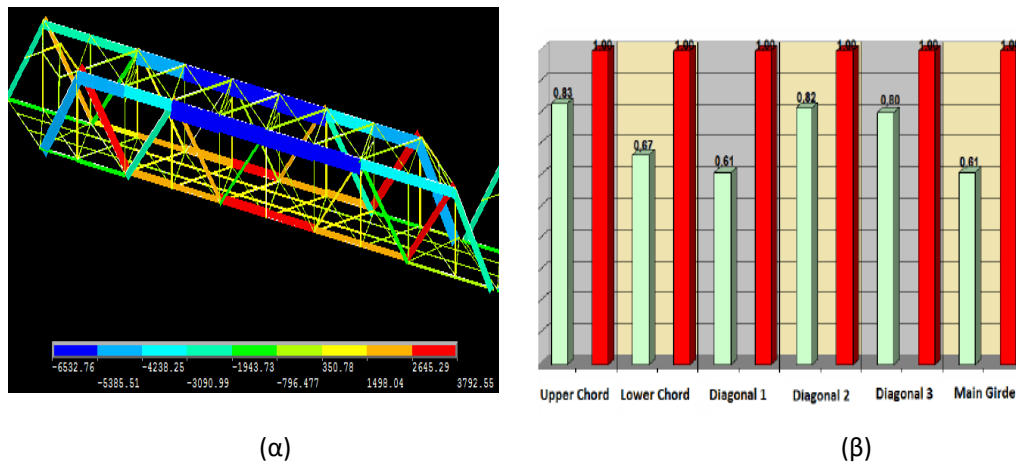 −6532.76 −4238.25 −1943.73 350.78 2645.29
−5385.51 −3090.99 −796.477 1498.04 3792.55
(α)
1.00 1.00 1.00 1.00 1.00 1.00
0,83 0,67 0,61 0,82 0,80 0,61
Upper Chord Lower Chord Diagonal 1 Diagonal 2 Diagonal 3 Main Girde
(β)